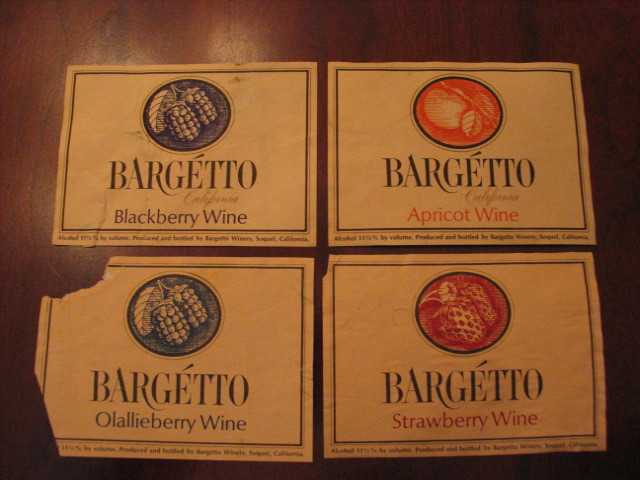 BARGÉTTO
California
Blackberry Wine
Alcohol 11½% by volume. Produced and bottled by Bargetto Winery, Soquel, California.
BARGÉTTO
California
Apricot Wine
Alcohol 11½% by volume. Produced and bottled by Bargetto Winery, Soquel, California.
BARGÉTTO
Olallieberry Wine
11½% by volume. Produced and bottled by Bargetto Winery, Soquel, California.
BARGÉTTO
Strawberry Wine
Alcohol 11½% by volume. Produced and bottled by Bargetto Winery, Soquel, California.